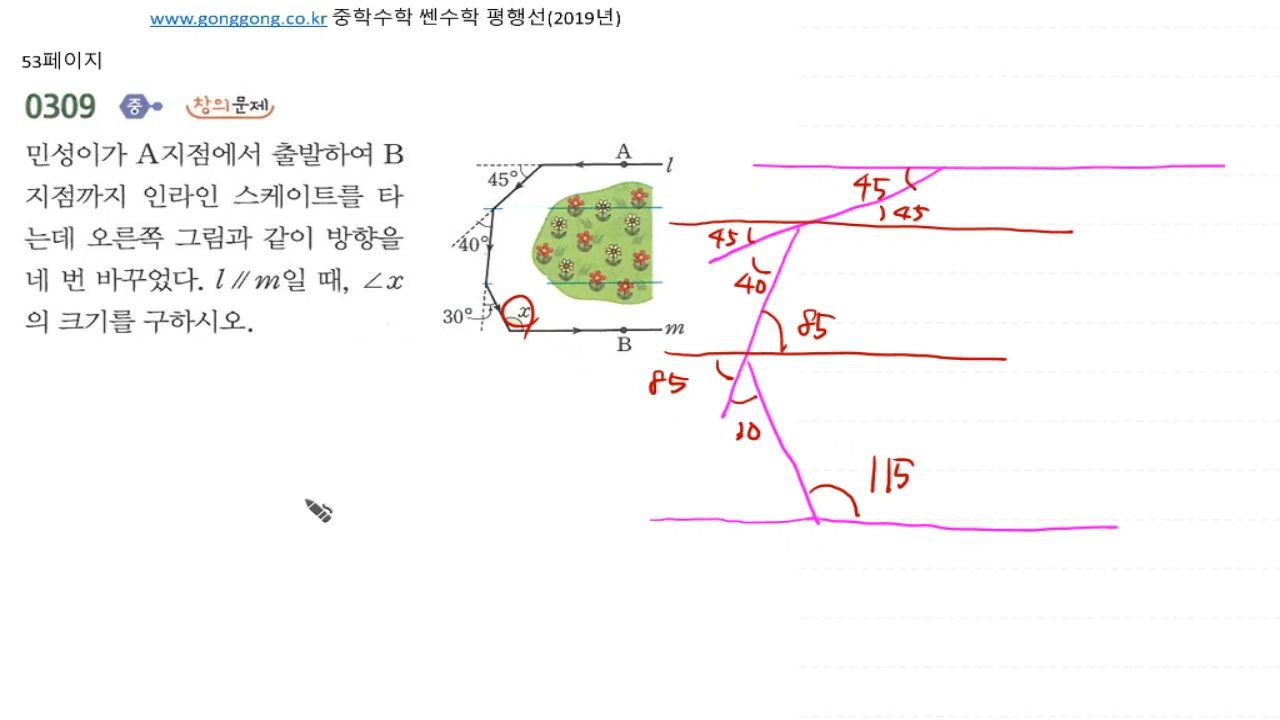 www.gonggong.co.kr 중학수학 쎈수학 평행선(2019년)
53페이지
0309 중 창의문제
민성이가 A지점에서 출발하여 B
지점까지 인라인 스케이트를 타
는데 오른쪽 그림과 같이 방향을
네 번 바꾸었다. l∥m일 때, ∠x
의 크기를 구하시오.
A
l
45°
40°
30°
x
B
m
45
45
45
40
85
85
30
115